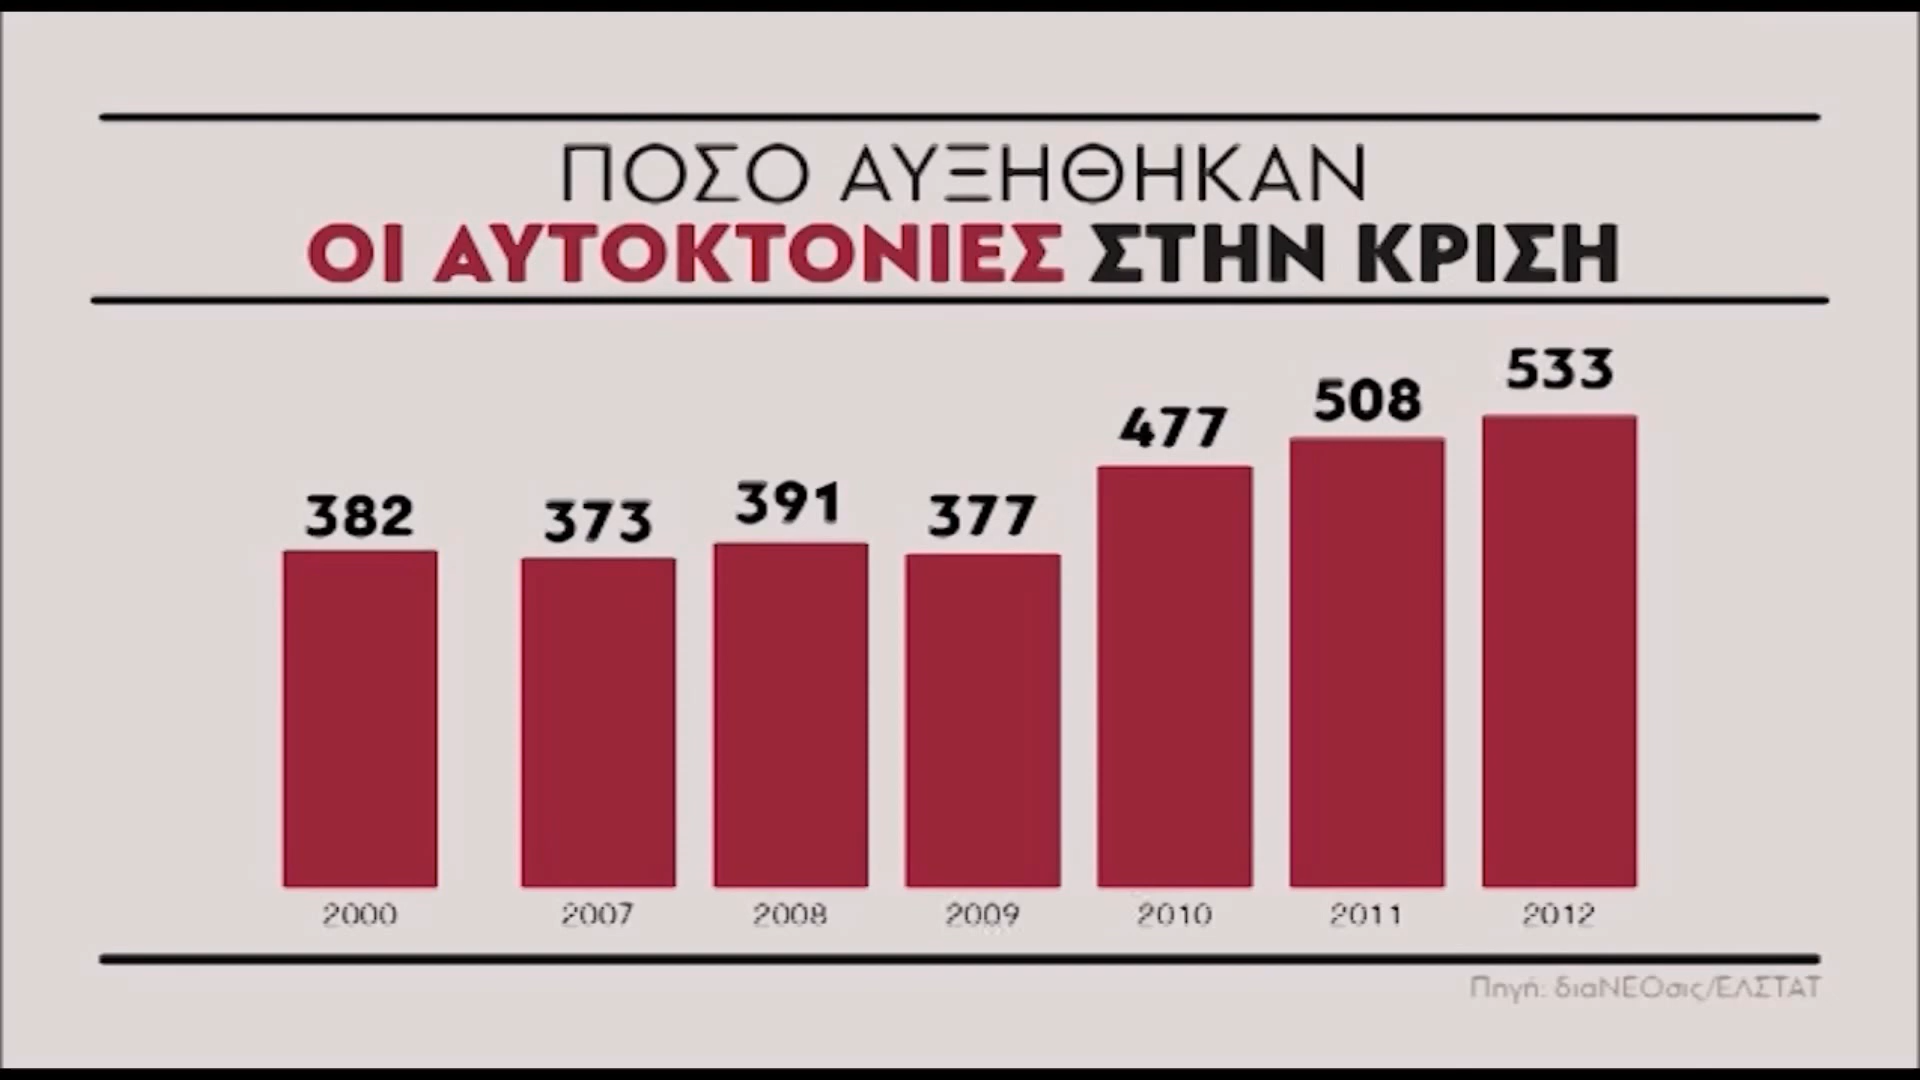 ΠΟΣΟ ΑΥΞΗΘΗΚΑΝ
ΟΙ ΑΥΤΟΚΤΟΝΙΕΣ ΣΤΗΝ ΚΡΙΣΗ
382 373 391 377 477 508 533
2000 2007 2008 2009 2010 2011 2012
Πηγή: διαΝΕΟσις/ΕΛΣΤΑΤ